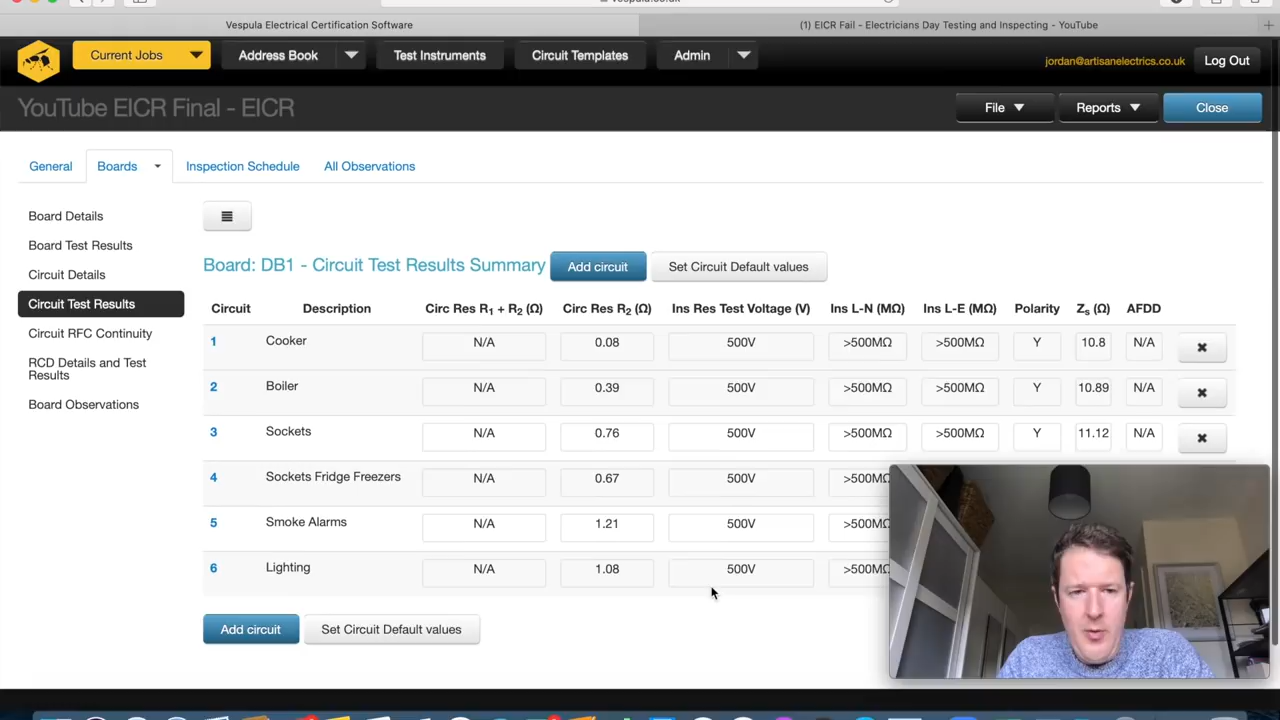 Vespula Electrical Certification Software
(1) EICR Fail - Electricians Day Testing and Inspecting - YouTube
Current Jobs Address Book Test Instruments Circuit Templates Admin jordan@artisanelectrics.co.uk Log Out
YouTube EICR Final - EICR File Reports Close
General Boards Inspection Schedule All Observations
Board Details
Board Test Results
Circuit Details
Circuit Test Results
Circuit RFC Continuity
RCD Details and Test
Results
Board Observations
Board: DB1 - Circuit Test Results Summary Add circuit Set Circuit Default values
Circuit Description Circ Res R1 + R2 (Ω) Circ Res R2 (Ω) Ins Res Test Voltage (V) Ins L-N (MΩ) Ins L-E (MΩ) Polarity Zs (Ω) AFDD
1 Cooker N/A 0.08 500V >500MΩ >500MΩ Y 10.8 N/A
2 Boiler N/A 0.39 500V >500MΩ >500MΩ Y 10.89 N/A
3 Sockets N/A 0.76 500V >500MΩ >500MΩ Y 11.12 N/A
4 Sockets Fridge Freezers N/A 0.67 500V >500MΩ
5 Smoke Alarms N/A 1.21 500V >500MΩ
6 Lighting N/A 1.08 500V >500MΩ
Add circuit Set Circuit Default values